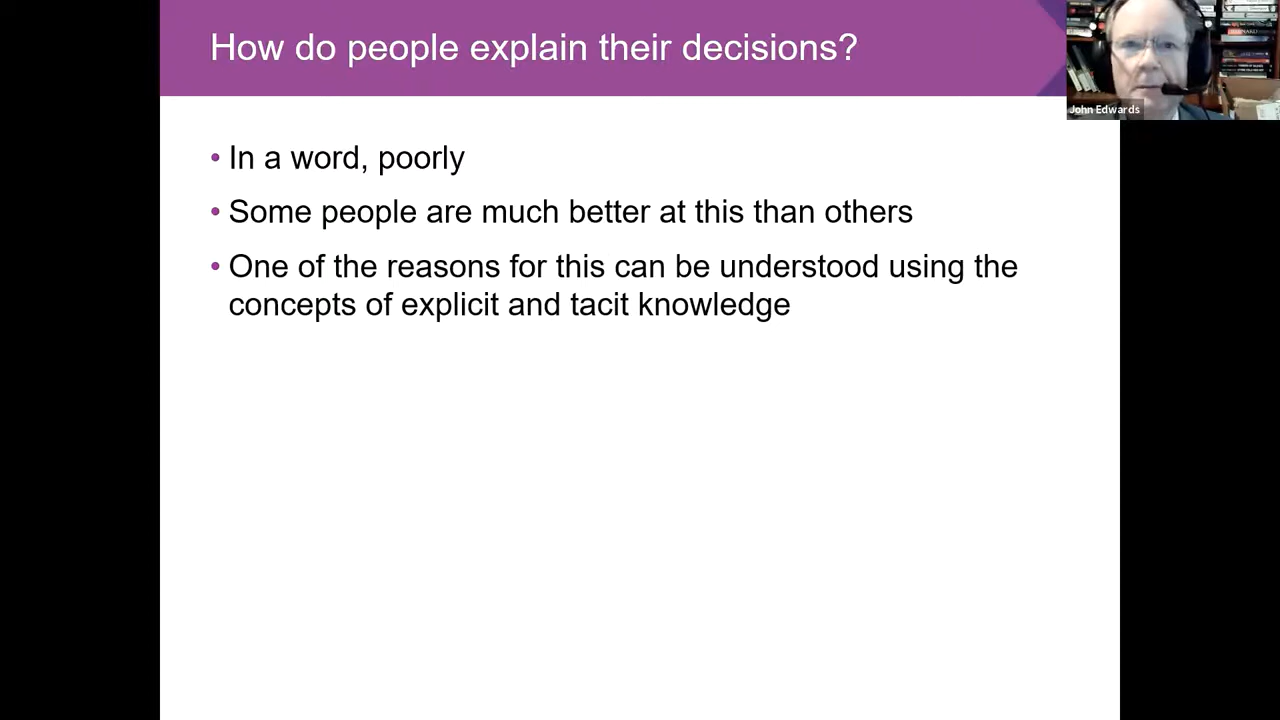 How do people explain their decisions?
John Edwards
• In a word, poorly
• Some people are much better at this than others
• One of the reasons for this can be understood using the
concepts of explicit and tacit knowledge